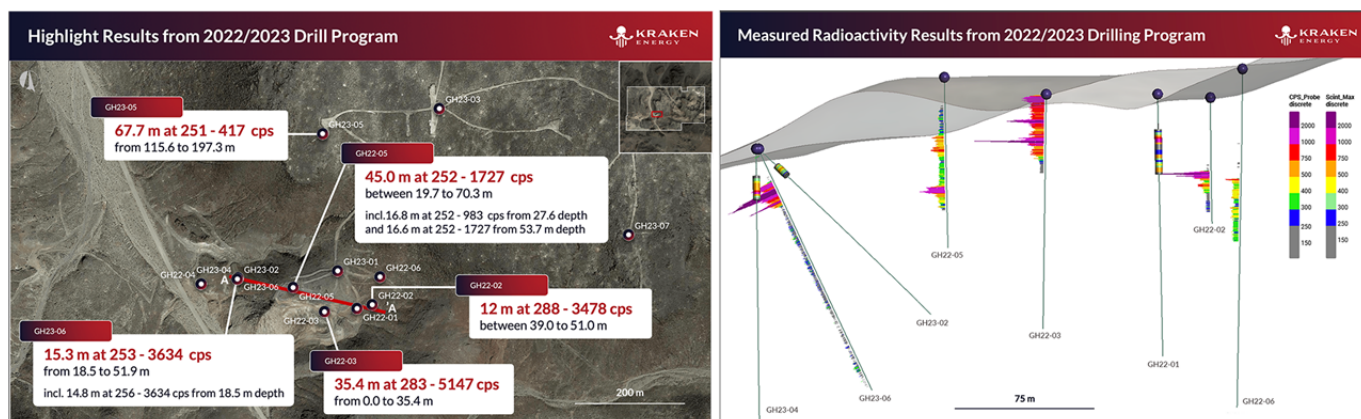 Highlight Results from 2022/2023 Drill Program
KRAKEN
ENERGY
GH23-05
67.7 m at 251 - 417 cps
from 115.6 to 197.3 m
GH23-03
GH23-05
GH22-05
45.0 m at 252 - 1727 cps
between 19.7 to 70.3 m
incl.16.8 m at 252 - 983 cps from 27.6 depth
and 16.6 m at 252 - 1727 from 53.7 m depth
GH23-07
GH22-04
GH23-04
GH23-02
A
GH23-06
GH23-01
GH22-06
GH22-05
GH22-02
'A
GH22-03
GH22-01
GH22-02
12 m at 288 - 3478 cps
between 39.0 to 51.0 m
GH23-06
15.3 m at 253 - 3634 cps
from 18.5 to 51.9 m
incl. 14.8 m at 256 - 3634 cps from 18.5 m depth
GH22-03
35.4 m at 283 - 5147 cps
from 0.0 to 35.4 m
200 m
Measured Radioactivity Results from 2022/2023 Drilling Program
KRAKEN
ENERGY
CPS_Probe
discrete
2000
1000
750
500
400
300
250
150
Scint_Max
discrete
2000
1000
750
500
400
300
250
150
GH22-02
GH22-05
GH23-02
GH22-03
GH22-01
GH23-04
GH23-06
GH22-06
75 m